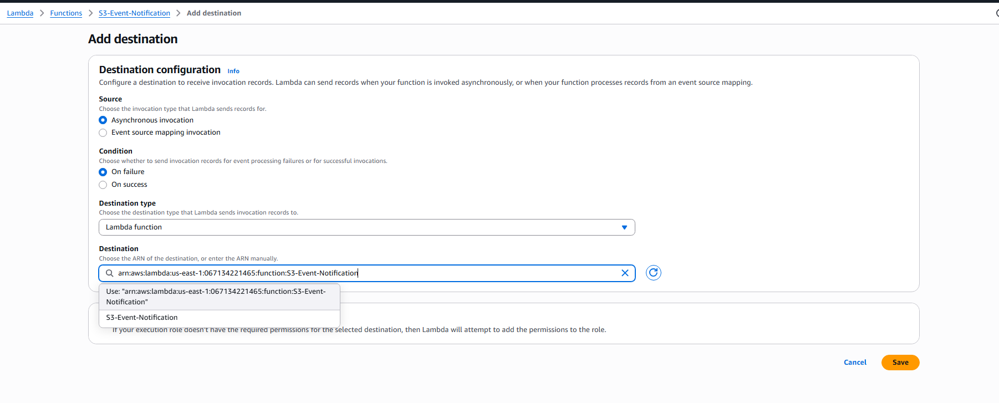 Lambda > Functions > S3-Event-Notification > Add destination
Add destination
Destination configuration Info
Configure a destination to receive invocation records. Lambda can send records when your function is invoked asynchronously, or when your function processes records from an event source mapping.
Source
Choose the invocation type that Lambda sends records for.
Asynchronous invocation
Event source mapping invocation
Condition
Choose whether to send invocation records for event processing failures or for successful invocations.
On failure
On success
Destination type
Choose the destination type that Lambda sends invocation records to.
Lambda function
Destination
Choose the ARN of the destination, or enter the ARN manually.
arn:aws:lambda:us-east-1:067134221465:function:S3-Event-Notification
Use: "arn:aws:lambda:us-east-1:067134221465:function:S3-Event-
Notification"
S3-Event-Notification
If your execution role doesn't have the required permissions for the selected destination, then Lambda will attempt to add the permissions to the role.
Cancel Save